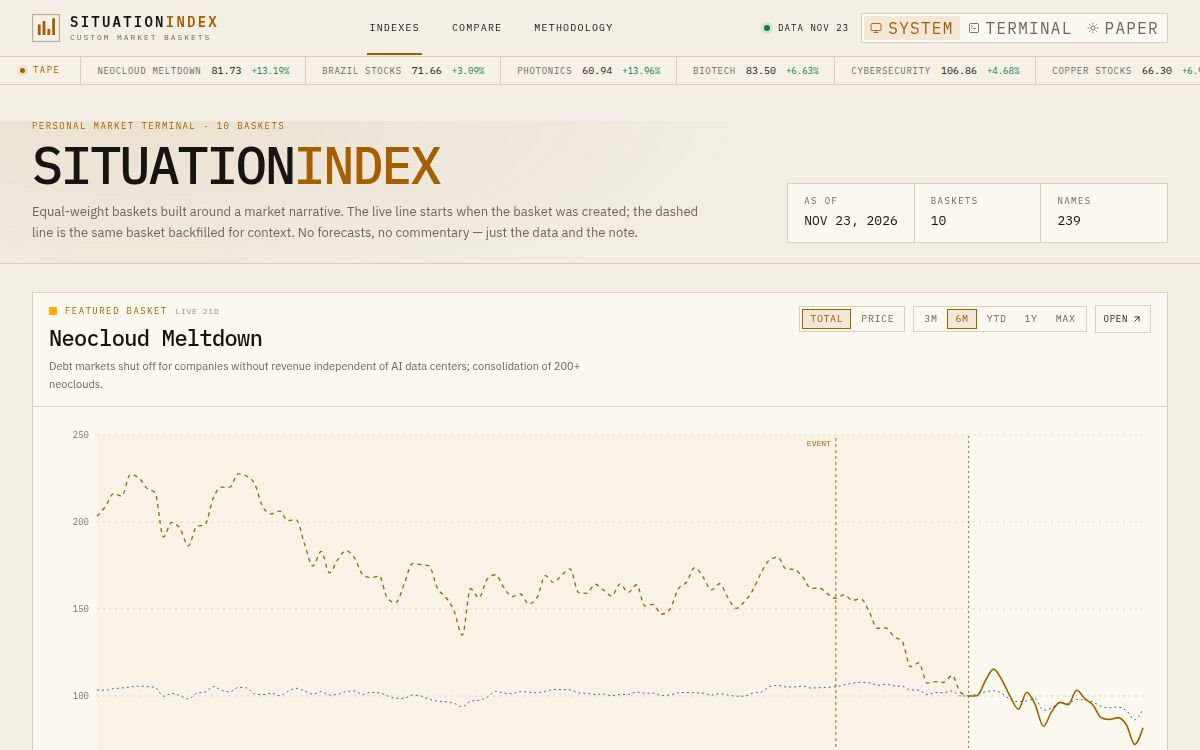 SITUATIONINDEX
CUSTOM MARKET BASKETS
INDEXES COMPARE METHODOLOGY
DATA NOV 23
SYSTEM TERMINAL PAPER
TAPE
NEOCLOUD MELTDOWN 81.73 +13.19%
BRAZIL STOCKS 71.66 +3.09%
PHOTONICS 60.94 +13.96%
BIOTECH 83.50 +6.63%
CYBERSECURITY 106.86 +4.68%
COPPER STOCKS 66.30
PERSONAL MARKET TERMINAL · 10 BASKETS
SITUATIONINDEX
Equal-weight baskets built around a market narrative. The live line starts when the basket was created; the dashed
line is the same basket backfilled for context. No forecasts, no commentary — just the data and the note.
AS OF
NOV 23, 2026
BASKETS
10
NAMES
239
FEATURED BASKET LIVE 21D
Neocloud Meltdown
Debt markets shut off for companies without revenue independent of AI data centers; consolidation of 200+
neoclouds.
TOTAL PRICE
3M 6M YTD 1Y MAX
OPEN ↗
250
EVENT
200
150
100